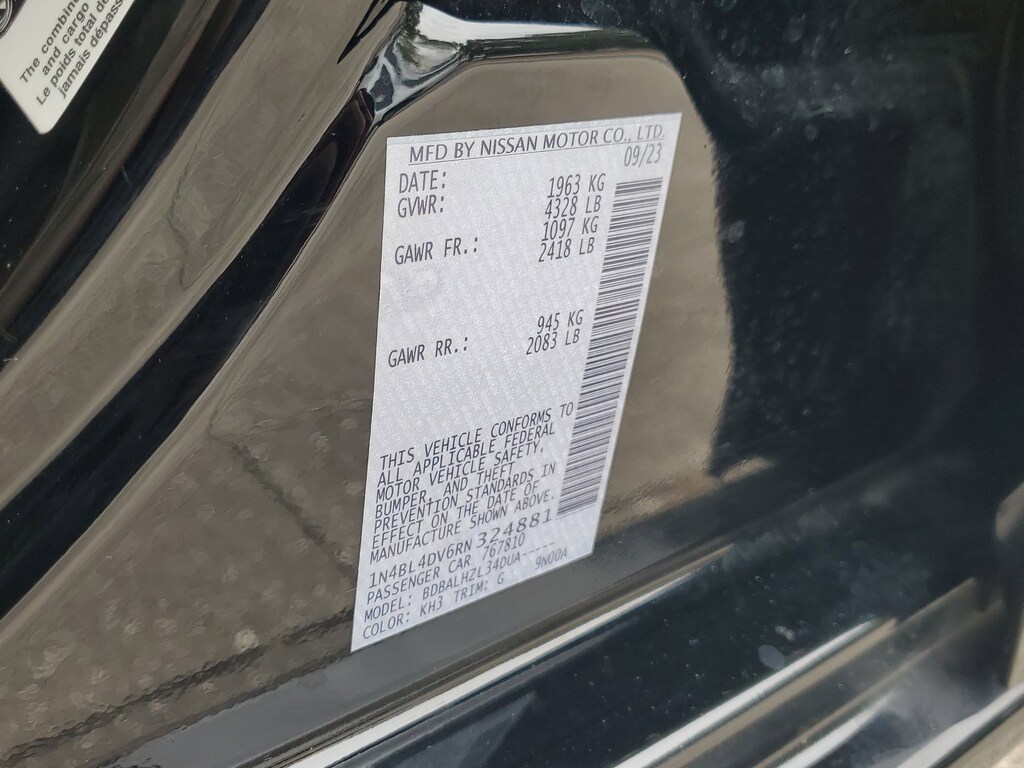 The combine
and cargo
Le poids total de
jamais dépass
MFD BY NISSAN MOTOR CO., LTD.
DATE: 09/23
GVWR: 1963 KG
4328 LB
GAWR FR.: 1097 KG
2418 LB
GAWR RR.: 945 KG
2083 LB
THIS VEHICLE CONFORMS TO
ALL APPLICABLE FEDERAL
MOTOR VEHICLE SAFETY,
BUMPER, AND THEFT
PREVENTION STANDARDS IN
EFFECT ON THE DATE OF
MANUFACTURE SHOWN ABOVE.
1N4BL4DV6RN324881
PASSENGER CAR 767810
MODEL: BDBALHZL34DUA-----
COLOR: KH3 TRIM: G 9N00A